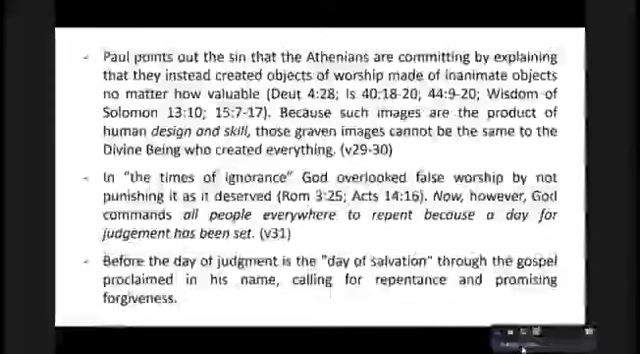 - Paul points out the sin that the Athenians are committing by explaining
that they instead created objects of worship made of inanimate objects
no matter how valuable (Deut 4:28; Is 40:18-20; 44:9-20; Wisdom of
Solomon 13:10; 15:7-17). Because such images are the product of
human design and skill, those graven images cannot be the same to the
Divine Being who created everything. (v29-30)
- In "the times of ignorance" God overlooked false worship by not
punishing it as it deserved (Rom 3:25; Acts 14:16). Now, however, God
commands all people everywhere to repent because a day for
judgement has been set. (v31)
- Before the day of judgment is the "day of salvation" through the gospel
proclaimed in his name, calling for repentance and promising
forgiveness.